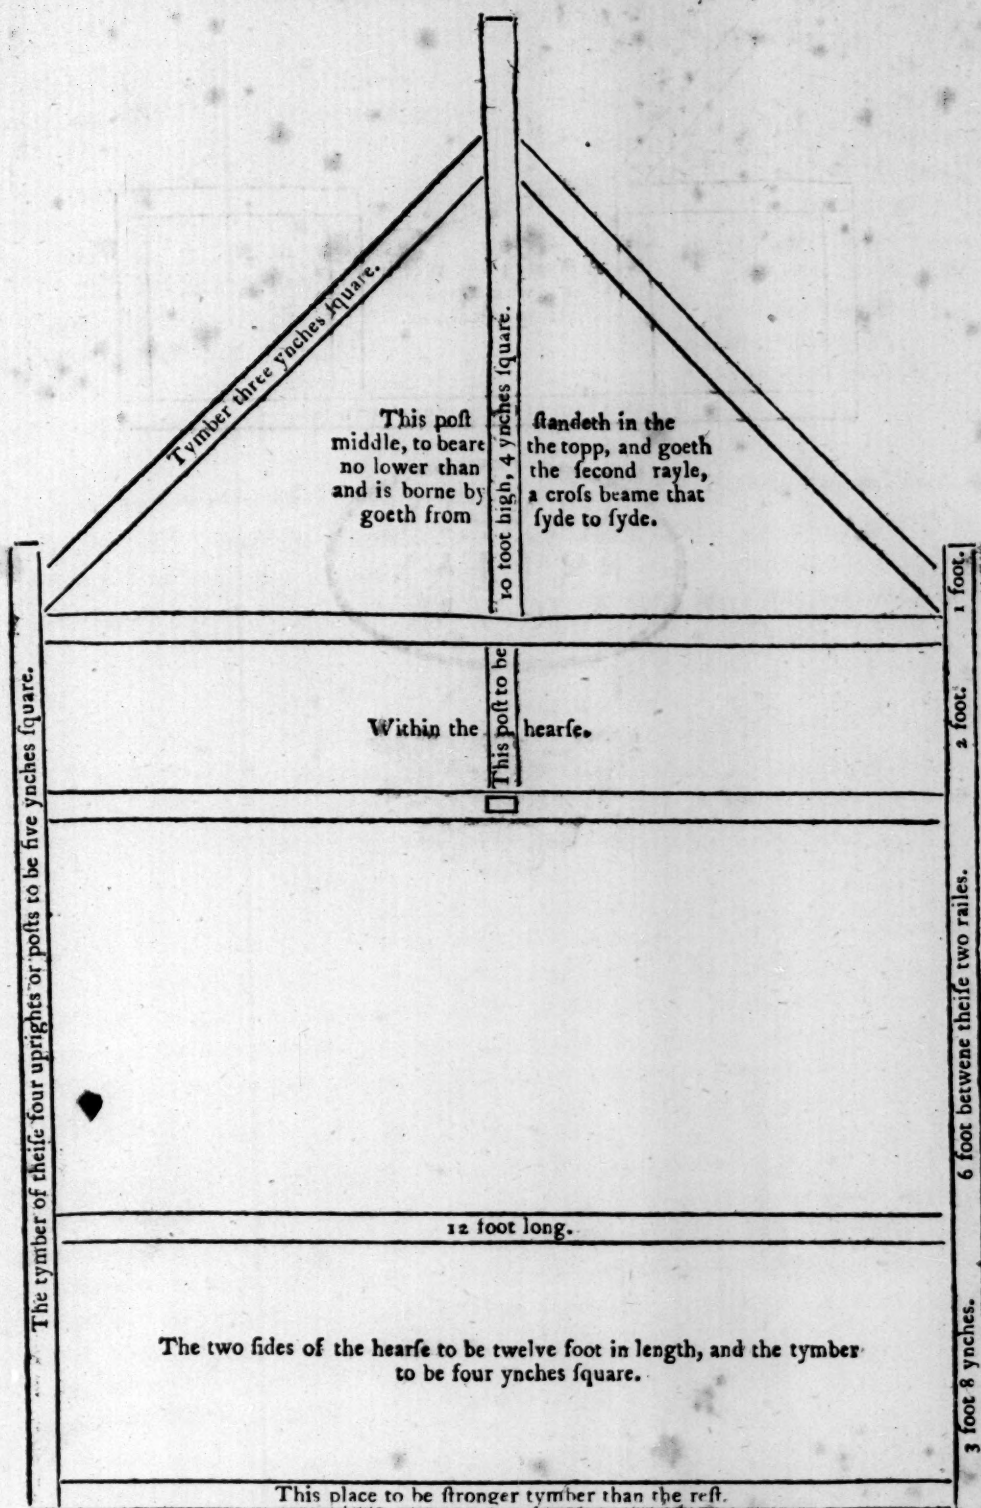 Tymber three ynches ſquare.
10 foot high, 4 ynches ſquare.
This poſt ſtandeth in the
middle, to beare the topp, and goeth
no lower than the ſecond rayle,
and is borne by a croſs beame that
goeth from ſyde to ſyde.
1 foot.
This poſt to be
Within the hearſe.
2 foot.
The tymber of theiſe four uprights or poſts to be five ynches ſquare.
6 foot betwene theiſe two railes.
12 foot long.
The two ſides of the hearſe to be twelve foot in length, and the tymber
to be four ynches ſquare.
3 foot 8 ynches.
This place to be ſtronger tymber than the reſt.